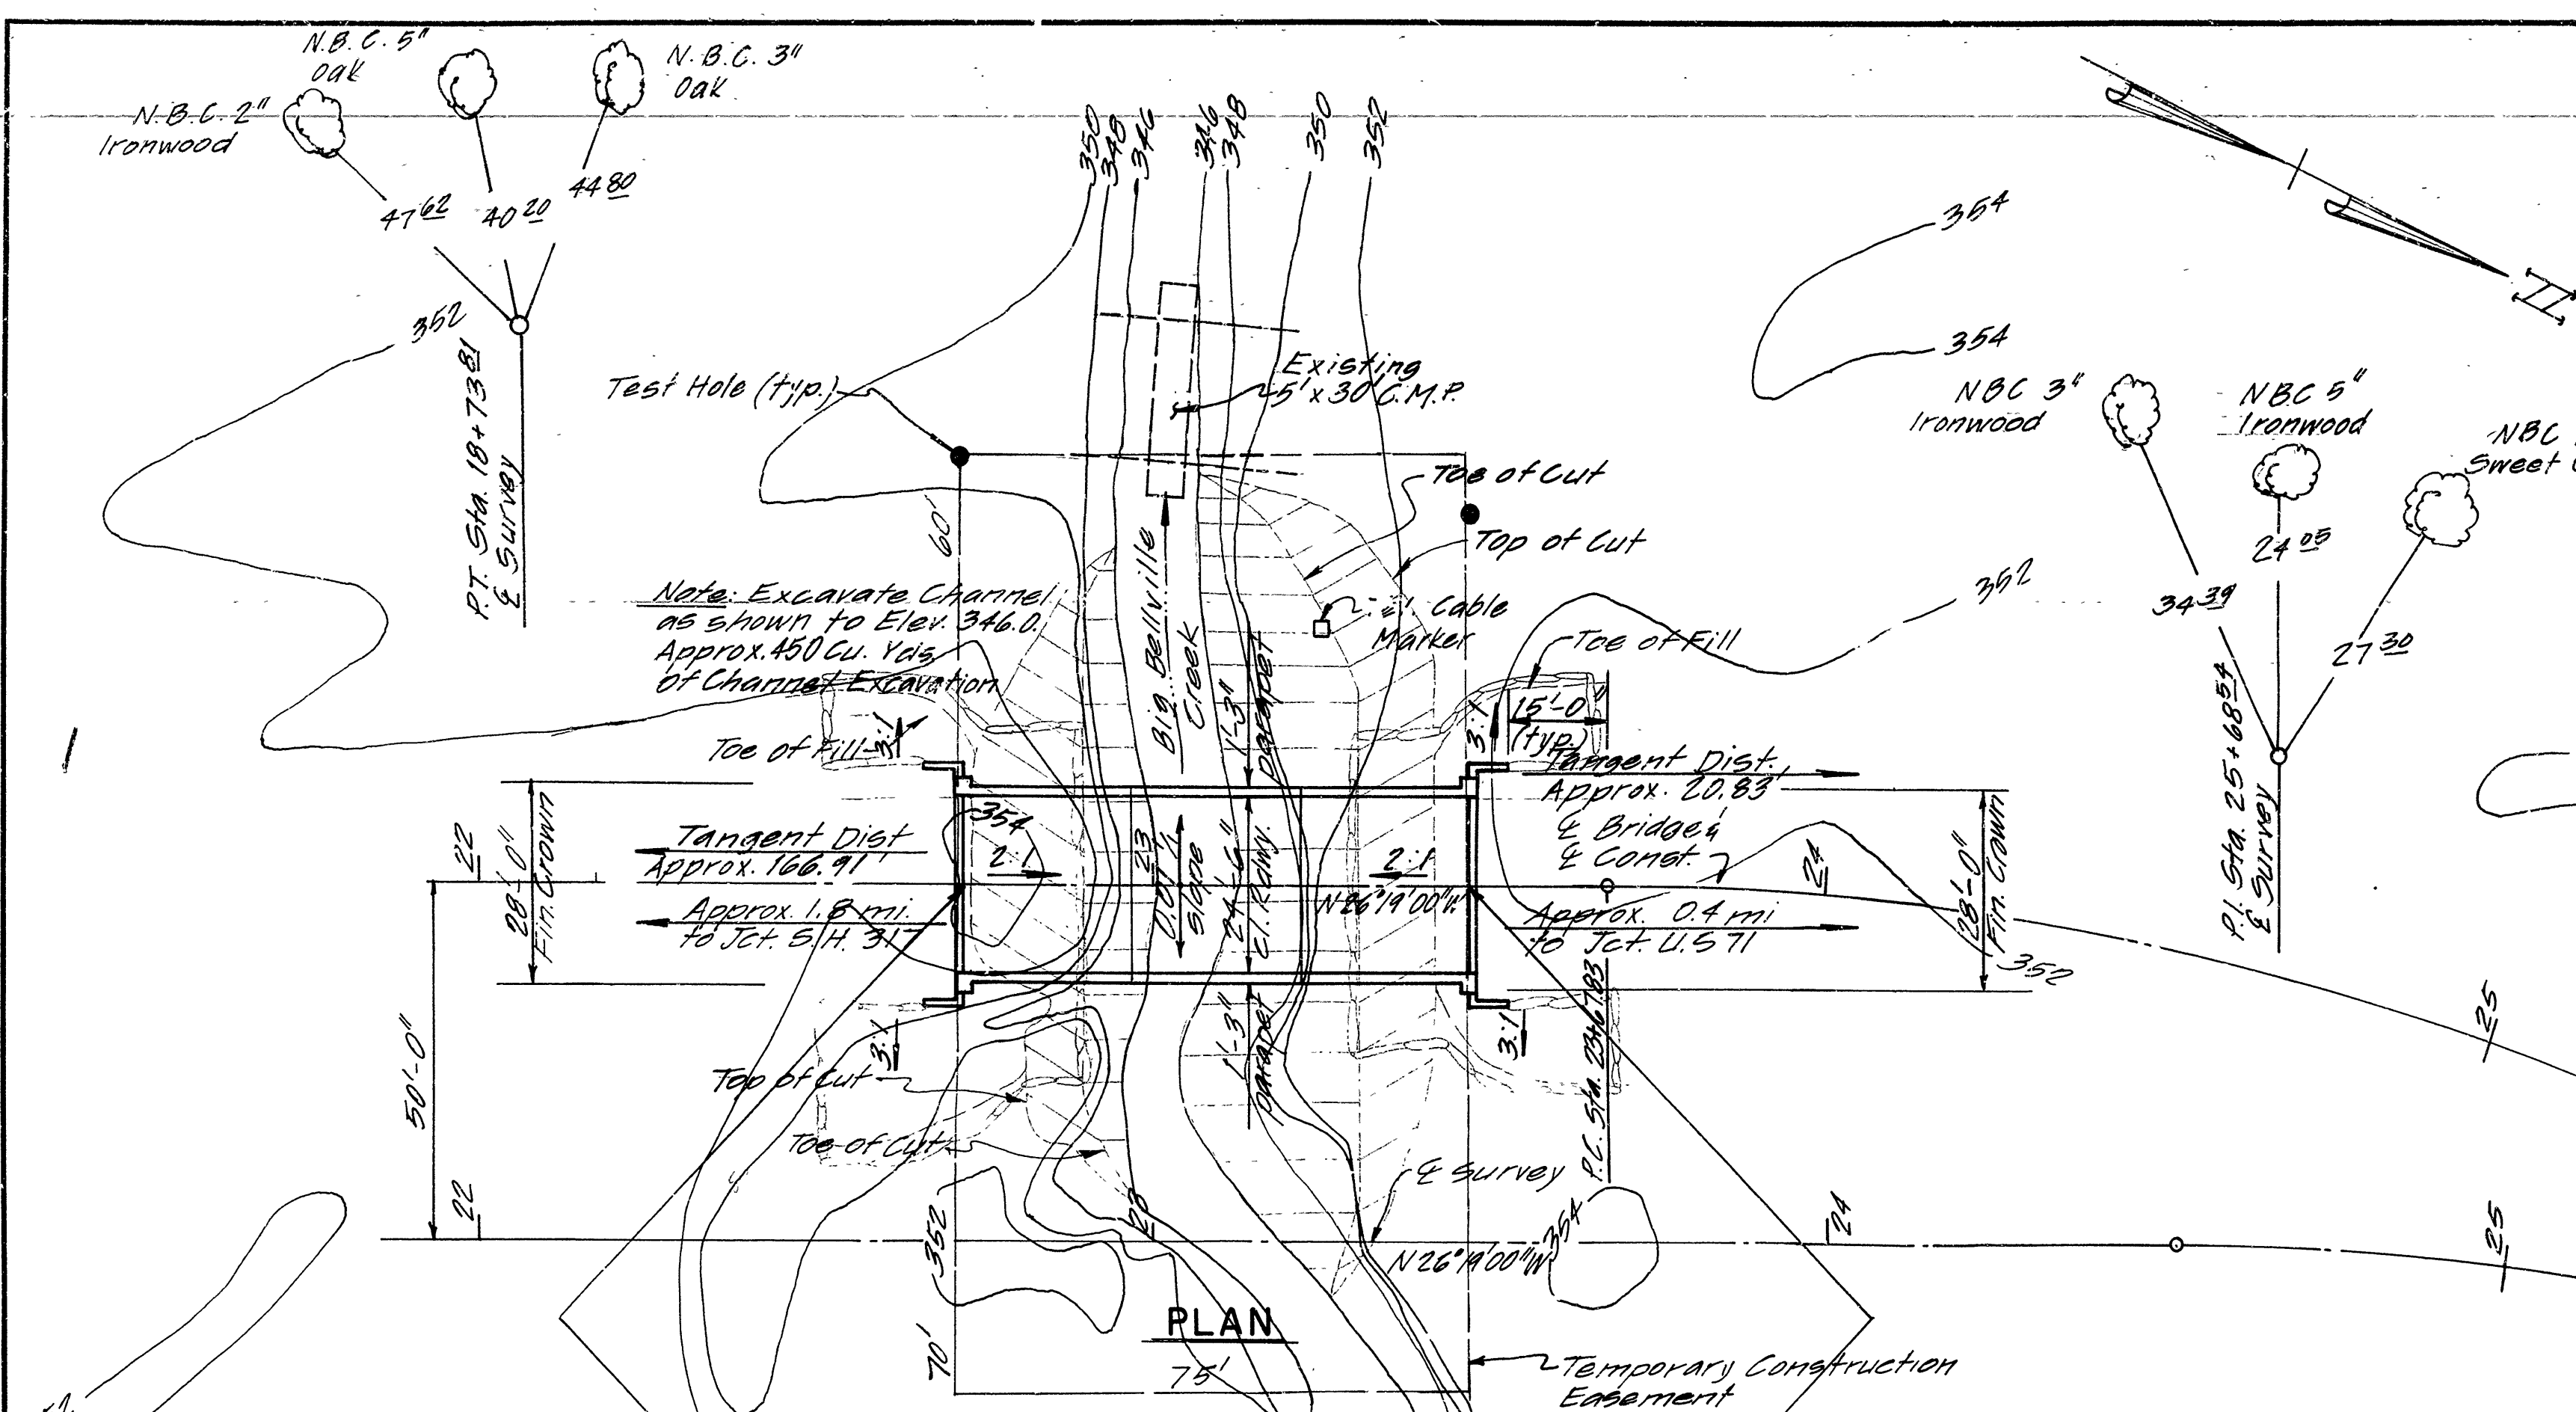 N.B.C. 5"
Oak
N.B.C. 3"
Oak
N.B.C. 2"
Ironwood
47 62
40 20
44 80
350
348
346
346
348
350
352
354
354
352
P.T. Sta. 18+73 81
℄ Survey
Test Hole (typ.)
Existing
5' x 30' C.M.P.
NBC 3"
Ironwood
NBC 5"
Ironwood
NBC
Sweet
34 39
24 05
27 30
P.I. Sta. 25+68 54
℄ Survey
Toe of Cut
Top of Cut
60'
Note: Excavate Channel
as shown to Elev. 346.0.
Approx. 450 Cu. Yds.
of Channel Excavation
Big Bellville
Creek
Cable
Marker
Toe of Fill
352
1'-3"
parapet
15'-0"
(typ.)
3:1
3:1
Toe of Fill
Tangent Dist.
Approx. 20.83'
℄ Bridge &
℄ Const.
22
28'-0"
Fin. Crown
Tangent Dist
Approx. 166.91'
354
2:1
23
0.01'/'
slope
24'-6"
Cl. Rdwy.
2:1
N 26°19'00"W
24
28'-0"
Fin. Crown
Approx. 1.8 mi.
to Jct. S.H. 317
Approx. 0.4 mi
to Jct. U.S 71
352
P.C. Sta. 23+67.83
25
50'-0"
3:1
1'-3"
parapet
3:1
Top of Cut
Toe of Cut
℄ Survey
22
352
23
N 26°19'00"W
354
24
25
PLAN
70'
75'
Temporary Construction
Easement